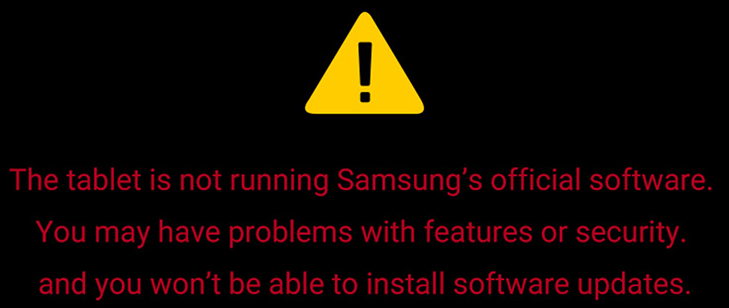 The tablet is not running Samsung’s official software.
You may have problems with features or security.
and you won’t be able to install software updates.